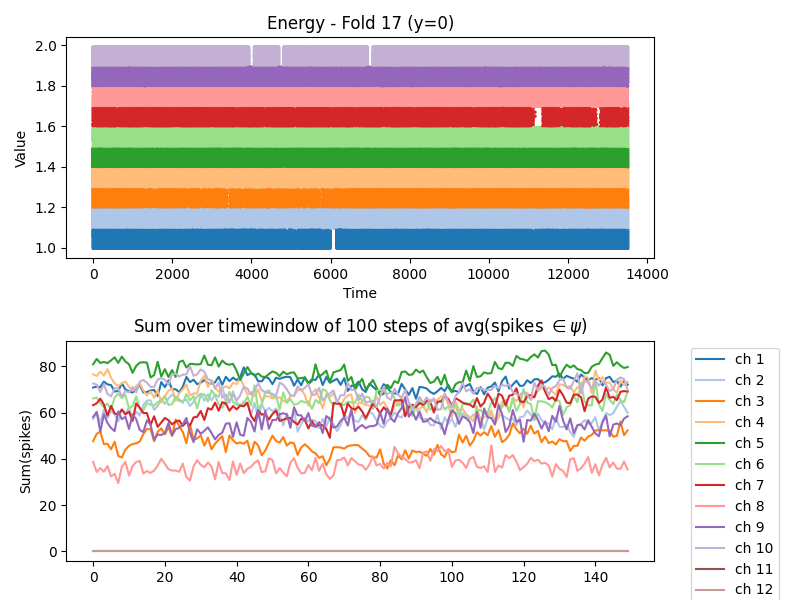 Energy - Fold 17 (y=0)
Value
2.0
1.8
1.6
1.4
1.2
1.0
0 2000 4000 6000 8000 10000 12000 14000
Time
Sum over timewindow of 100 steps of avg(spikes ∈ ψ)
Sum(spikes)
80
60
40
20
0
0 20 40 60 80 100 120 140
ch 1
ch 2
ch 3
ch 4
ch 5
ch 6
ch 7
ch 8
ch 9
ch 10
ch 11
ch 12